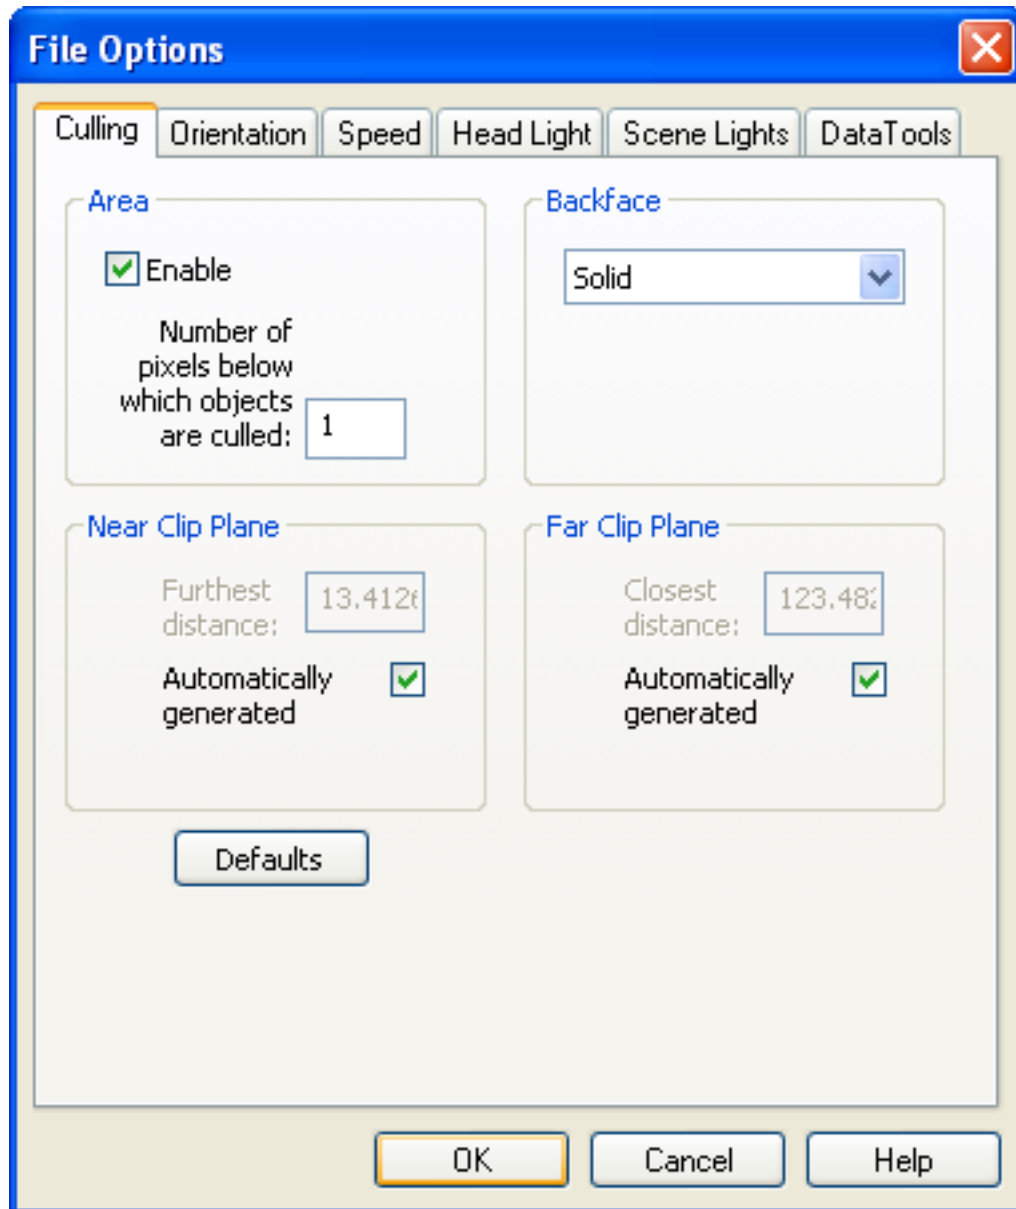 File Options
Culling
Orientation
Speed
Head Light
Scene Lights
DataTools
Area
Enable
Number of
pixels below
which objects
are culled:
1
Backface
Solid
Near Clip Plane
Furthest
distance:
13.412
Automatically
generated
Far Clip Plane
Closest
distance:
123.48
Automatically
generated
Defaults
OK
Cancel
Help